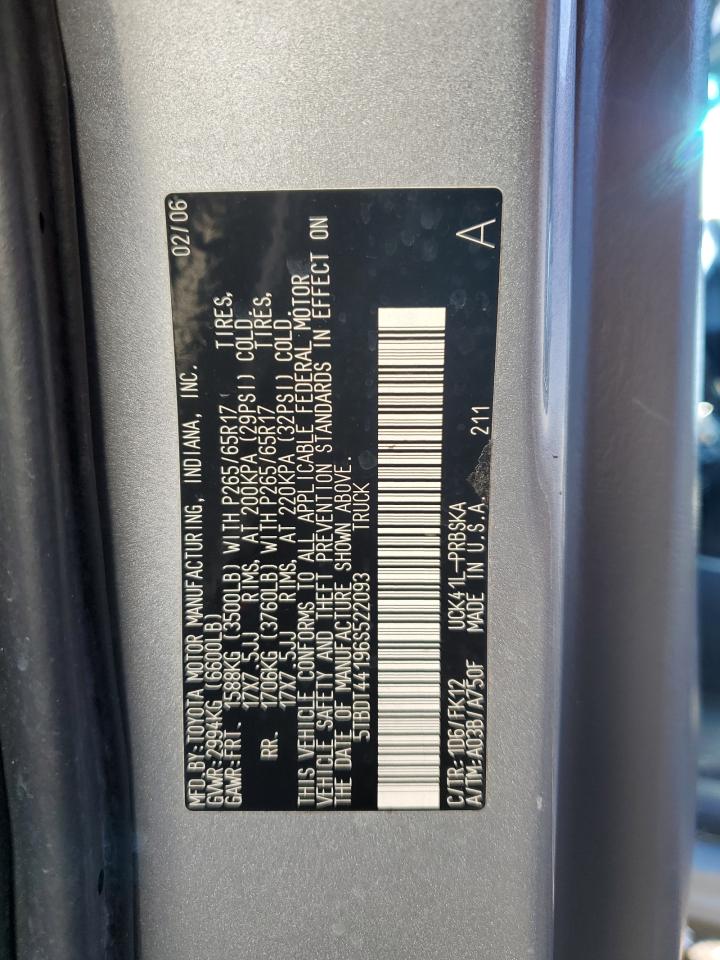 MFD BY:TOYOTA MOTOR MANUFACTURING, INDIANA, INC. 02/06
GVWR:2994KG (6600LB)
GAWR:FRT. 1588KG (3500LB) WITH P265/65R17 TIRES,
17X7.5JJ RIMS, AT 200KPA (29PSI) COLD
RR. 1706KG (3760LB) WITH P265/65R17 TIRES,
17X7.5JJ RIMS, AT 220KPA (32PSI) COLD.
THIS VEHICLE CONFORMS TO ALL APPLICABLE FEDERAL MOTOR
VEHICLE SAFETY AND THEFT PREVENTION STANDARDS IN EFFECT ON
THE DATE OF MANUFACTURE SHOWN ABOVE.
5TBDT44196S522093 TRUCK
C/TR:1D6/FK12 UCK41L-PRBSKA
A/TM:A03B/A750F MADE IN U.S.A. 211 A